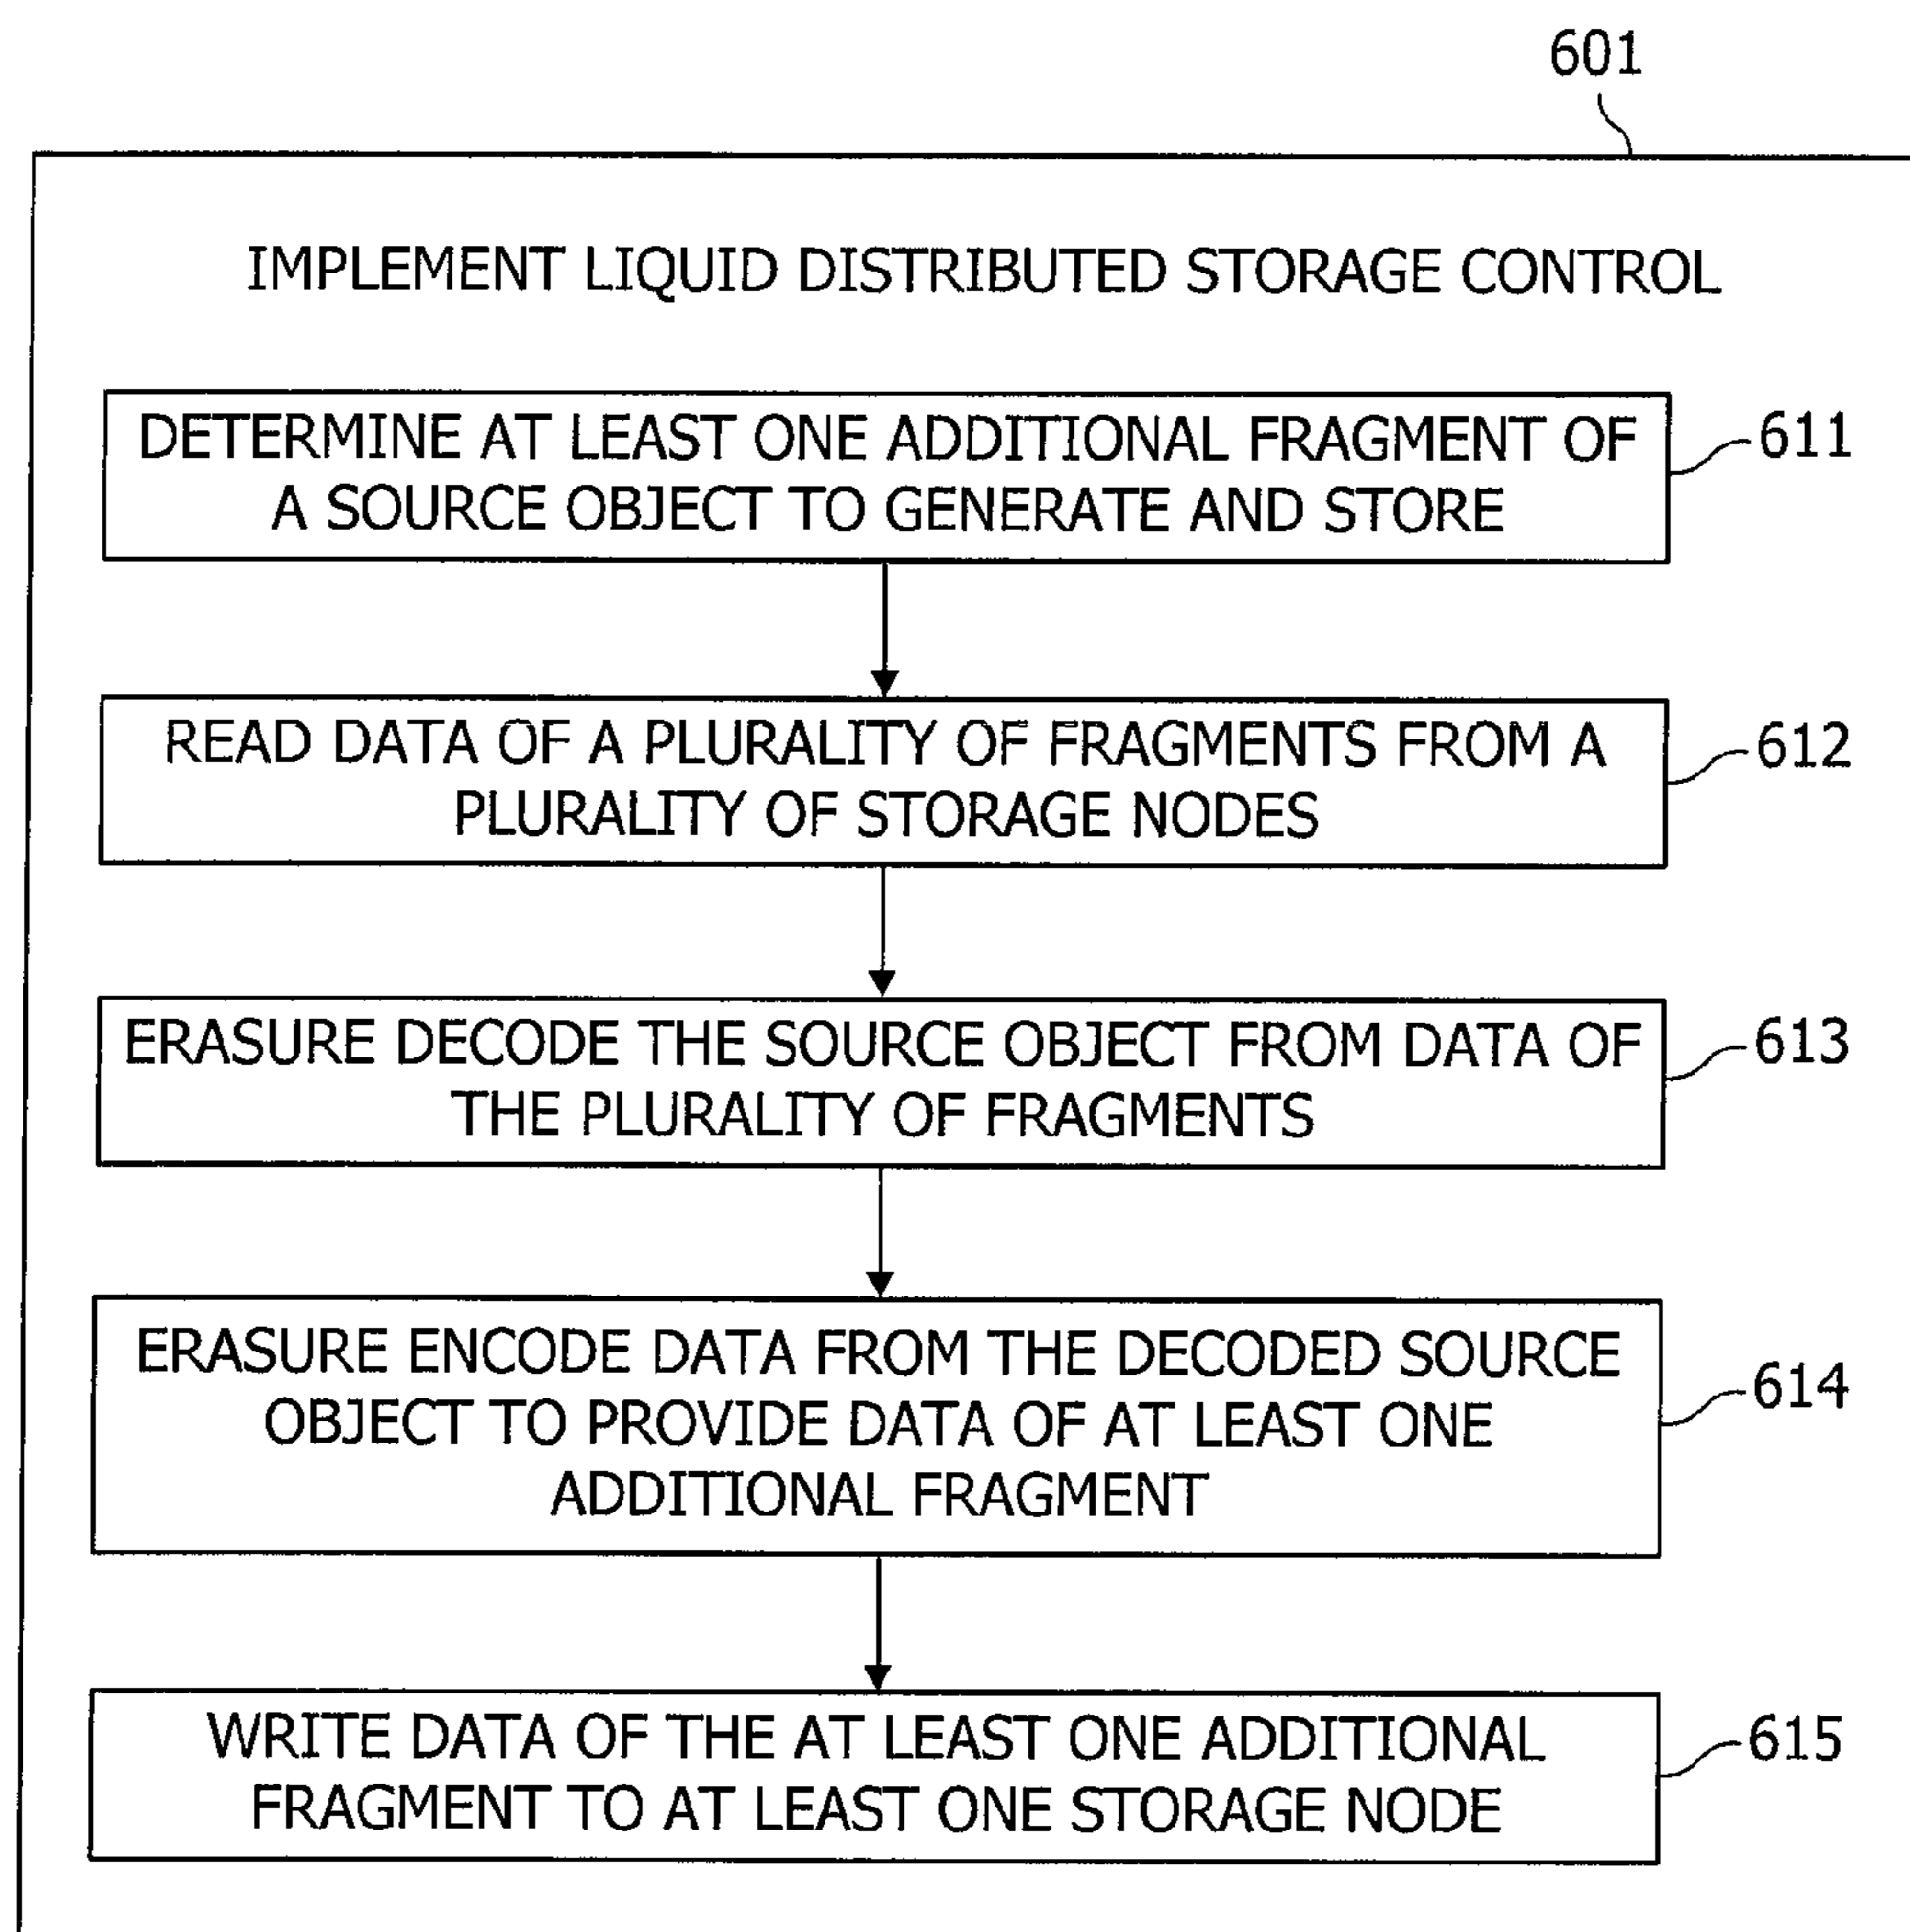 601
IMPLEMENT LIQUID DISTRIBUTED STORAGE CONTROL
DETERMINE AT LEAST ONE ADDITIONAL FRAGMENT OF
A SOURCE OBJECT TO GENERATE AND STORE
611
READ DATA OF A PLURALITY OF FRAGMENTS FROM A
PLURALITY OF STORAGE NODES
612
ERASURE DECODE THE SOURCE OBJECT FROM DATA OF
THE PLURALITY OF FRAGMENTS
613
ERASURE ENCODE DATA FROM THE DECODED SOURCE
OBJECT TO PROVIDE DATA OF AT LEAST ONE
ADDITIONAL FRAGMENT
614
WRITE DATA OF THE AT LEAST ONE ADDITIONAL
FRAGMENT TO AT LEAST ONE STORAGE NODE
615